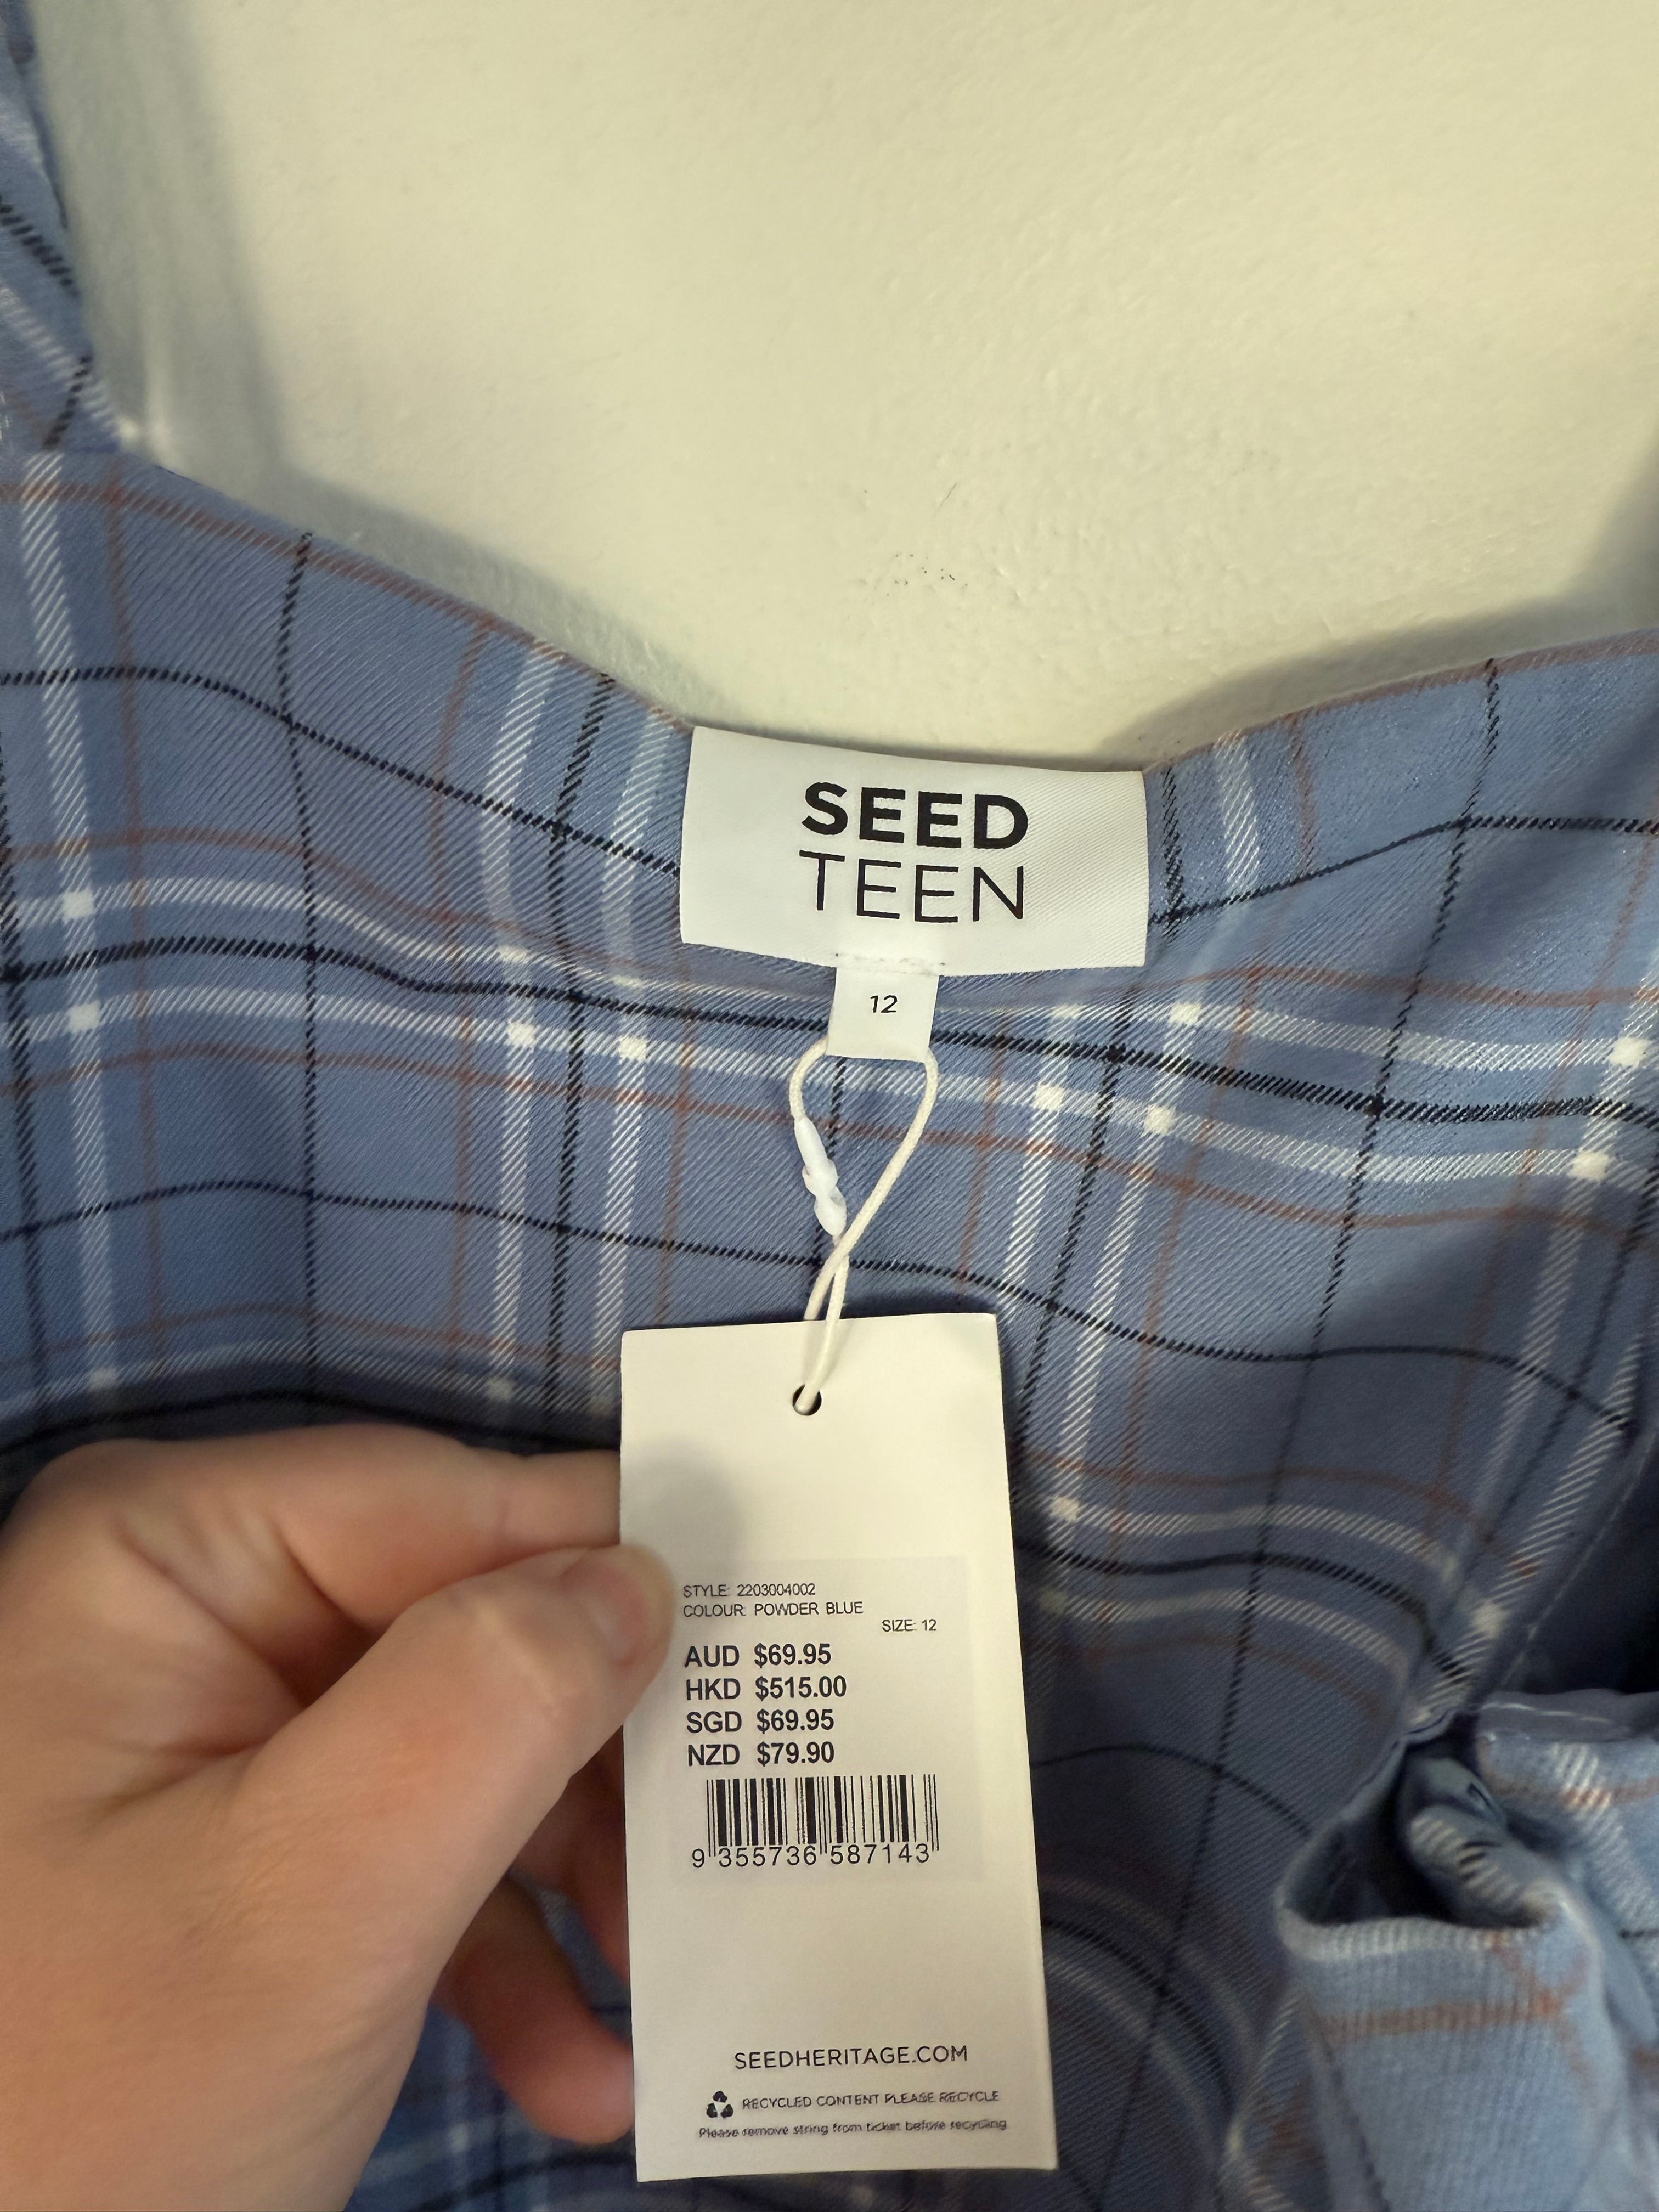 SEED
TEEN
12
STYLE: 2203004002
COLOUR: POWDER BLUE
SIZE: 12
AUD $69.95
HKD $515.00
SGD $69.95
NZD $79.90
9 355736 587143
SEEDHERITAGE.COM
RECYCLED CONTENT PLEASE RECYCLE
Please remove string from ticket before recycling